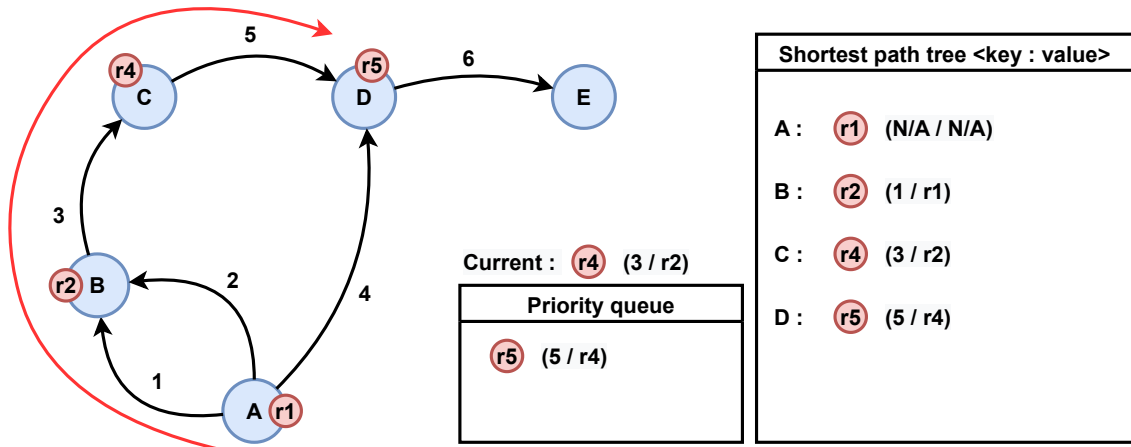 5
r4
C
r5
D
6
E
3
r2
B
2
4
1
A
r1
Current : r4 (3 / r2)
Priority queue
r5 (5 / r4)
Shortest path tree <key : value>
A : r1 (N/A / N/A)
B : r2 (1 / r1)
C : r4 (3 / r2)
D : r5 (5 / r4)